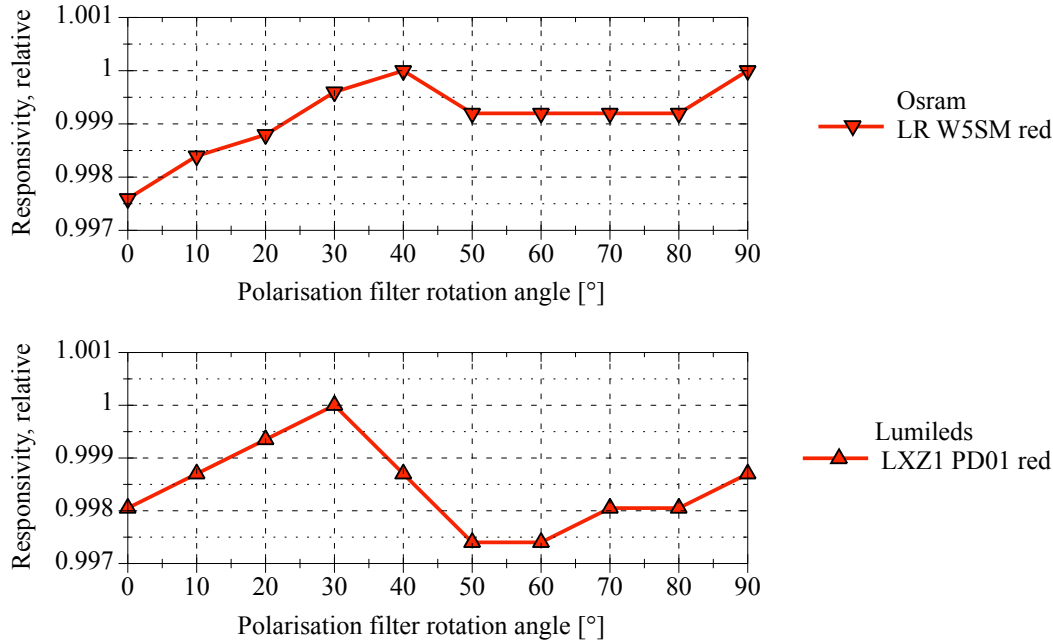 Responsivity, relative
1.001
1
0.999
0.998
0.997
0 10 20 30 40 50 60 70 80 90
Polarisation filter rotation angle [°]
Osram
LR W5SM red
Responsivity, relative
1.001
1
0.999
0.998
0.997
0 10 20 30 40 50 60 70 80 90
Polarisation filter rotation angle [°]
Lumileds
LXZ1 PD01 red